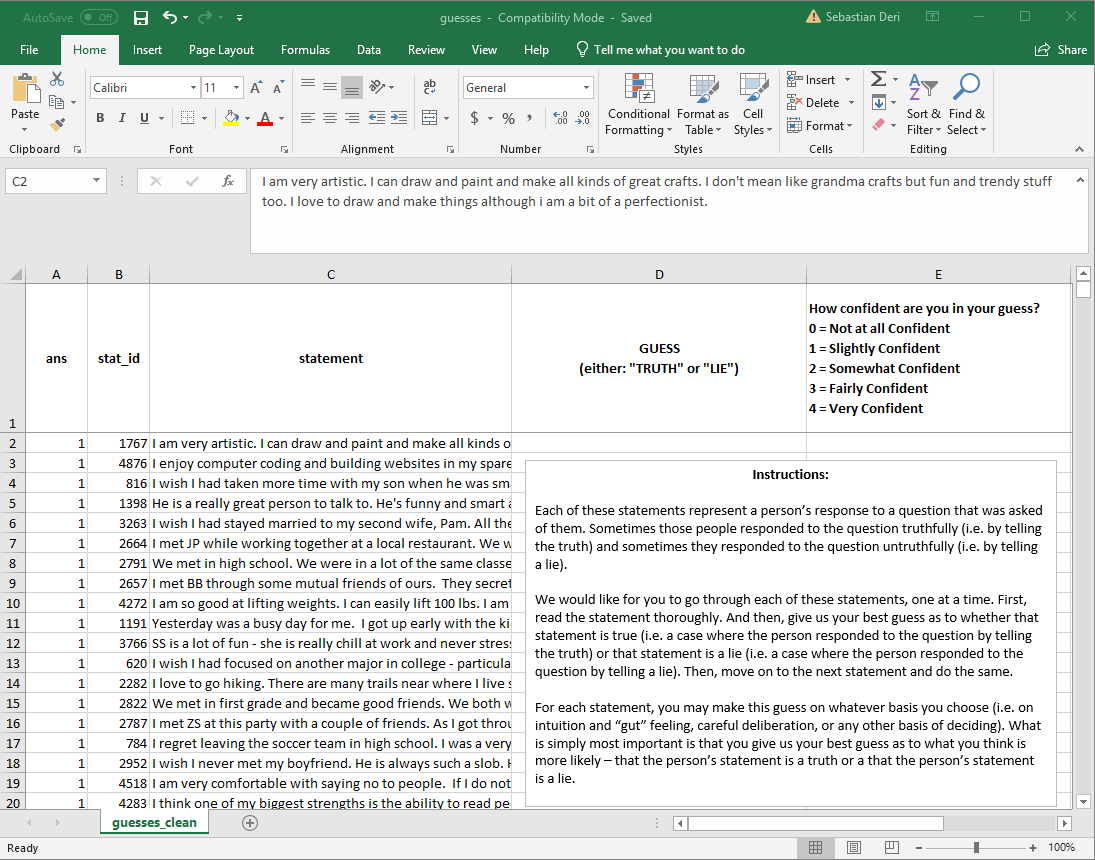 AutoSave Off
guesses - Compatibility Mode - Saved
Sebastian Deri
File Home Insert Page Layout Formulas Data Review View Help Tell me what you want to do Share
Paste
Clipboard
Calibri 11
B I U
Font
Alignment
General
$ % ,
Number
Conditional Formatting
Format as Table
Cell Styles
Styles
Insert
Delete
Format
Cells
Sort & Filter
Find & Select
Editing
C2
fx
I am very artistic. I can draw and paint and make all kinds of great crafts. I don't mean like grandma crafts but fun and trendy stuff
too. I love to draw and make things although i am a bit of a perfectionist.
A B C D E
1
ans
stat_id
statement
GUESS
(either: "TRUTH" or "LIE")
How confident are you in your guess?
0 = Not at all Confident
1 = Slightly Confident
2 = Somewhat Confident
3 = Fairly Confident
4 = Very Confident
2 1 1767 I am very artistic. I can draw and paint and make all kinds o
3 1 4876 I enjoy computer coding and building websites in my spare
4 1 816 I wish I had taken more time with my son when he was sm
5 1 1398 He is a really great person to talk to. He's funny and smart a
6 1 3263 I wish I had stayed married to my second wife, Pam. All the
7 1 2664 I met JP while working together at a local restaurant. We w
8 1 2791 We met in high school. We were in a lot of the same classe
9 1 2657 I met BB through some mutual friends of ours. They secret
10 1 4272 I am so good at lifting weights. I can easily lift 100 lbs. I am
11 1 1191 Yesterday was a busy day for me. I got up early with the ki
12 1 3766 SS is a lot of fun - she is really chill at work and never stres
13 1 620 I wish I had focused on another major in college - particula
14 1 2282 I love to go hiking. There are many trails near where I live s
15 1 2822 We met in first grade and became good friends. We both w
16 1 2787 I met ZS at this party with a couple of friends. As I got throu
17 1 784 I regret leaving the soccer team in high school. I was a very
18 1 2952 I wish I never met my boyfriend. He is always such a slob. H
19 1 4518 I am very comfortable with saying no to people. If I do not
20 1 4283 I think one of my biggest strengths is the ability to read pe
Instructions:
Each of these statements represent a person's response to a question that was asked
of them. Sometimes those people responded to the question truthfully (i.e. by telling
the truth) and sometimes they responded to the question untruthfully (i.e. by telling
a lie).
We would like for you to go through each of these statements, one at a time. First,
read the statement thoroughly. And then, give us your best guess as to whether that
statement is true (i.e. a case where the person responded to the question by telling
the truth) or that statement is a lie (i.e. a case where the person responded to the
question by telling a lie). Then, move on to the next statement and do the same.
For each statement, you may make this guess on whatever basis you choose (i.e. on
intuition and “gut” feeling, careful deliberation, or any other basis of deciding). What
is simply most important is that you give us your best guess as to what you think is
more likely – that the person's statement is a truth or a that the person's statement
is a lie.
guesses_clean
Ready
100%